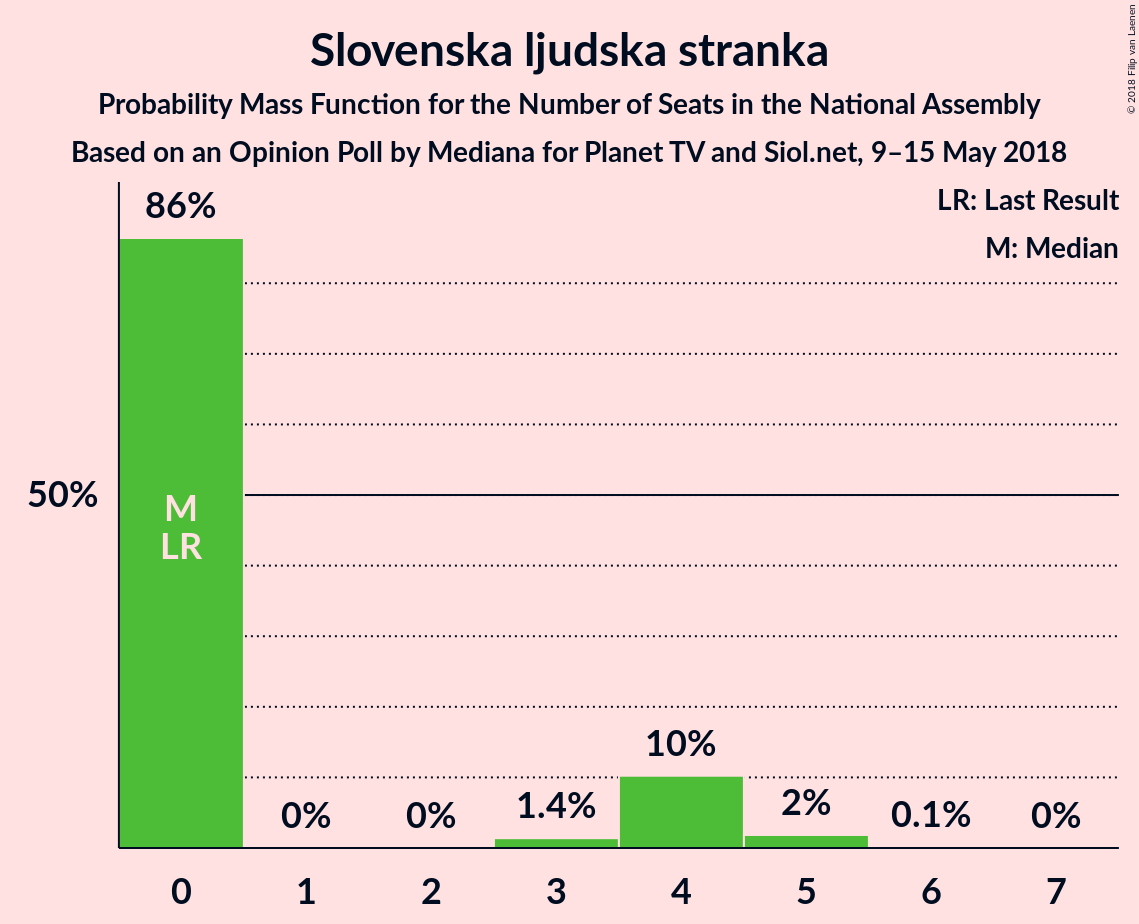 Slovenska ljudska stranka
Probability Mass Function for the Number of Seats in the National Assembly
Based on an Opinion Poll by Mediana for Planet TV and Siol.net, 9–15 May 2018
© 2018 Filip van Laenen
LR: Last Result
M: Median
86%
50%
M
LR
0%
0%
1.4%
10%
2%
0.1%
0%
0 1 2 3 4 5 6 7